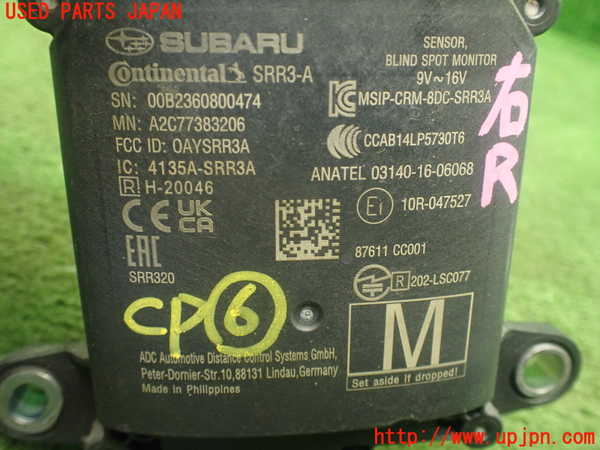 USED PARTS JAPAN
SUBARU
Continental SRR3-A
SN: 00B2360800474
MN: A2C77383206
FCC ID: OAYSRR3A
IC: 4135A-SRR3A
R H-20046
CE UK CA
EAC
SRR320
SENSOR,
BLIND SPOT MONITOR
9V~16V
MSIP-CRM-8DC-SRR3A
CCAB14LP5730T6
ANATEL 03140-16-06068
E1 10R-047527
87611 CC001
R 202-LSC077
右
R
CP⑥
M
Set aside if dropped!
ADC Automotive Distance Control Systems GmbH,
Peter-Dornier-Str.10,88131 Lindau, Germany
Made in Philippines
http://www.upjpn.com